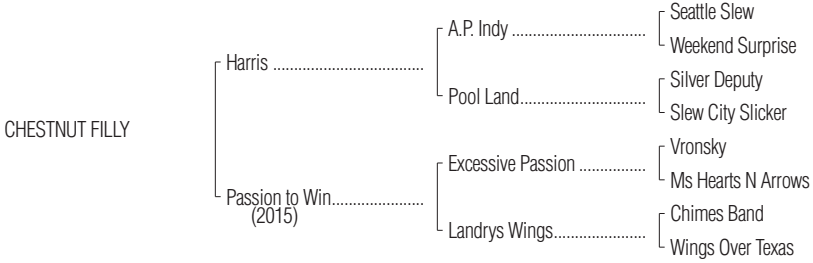 Seattle Slew
A.P. Indy ................................
Weekend Surprise
Harris ....................................
Silver Deputy
Pool Land..............................
Slew City Slicker
CHESTNUT FILLY
Vronsky
Excessive Passion ................
Ms Hearts N Arrows
Passion to Win......................
(2015)
Chimes Band
Landrys Wings......................
Wings Over Texas